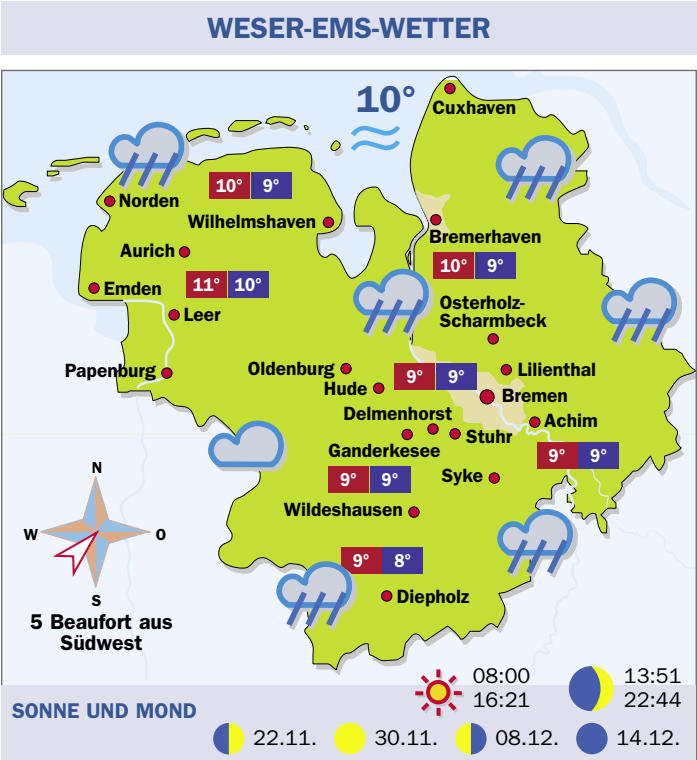 WESER-EMS-WETTER
10°
Cuxhaven
Norden
10° 9°
Wilhelmshaven
Bremerhaven
Aurich
10° 9°
Emden
11° 10°
Osterholz-
Scharmbeck
Leer
Papenburg
Oldenburg
Lilienthal
9° 9°
Hude
Bremen
Delmenhorst
Achim
Stuhr
Ganderkesee
9° 9°
9° 9°
Syke
Wildeshausen
N
W
O
S
9° 8°
Diepholz
5 Beaufort aus
Südwest
SONNE UND MOND
08:00
16:21
13:51
22:44
22.11. 30.11. 08.12. 14.12.